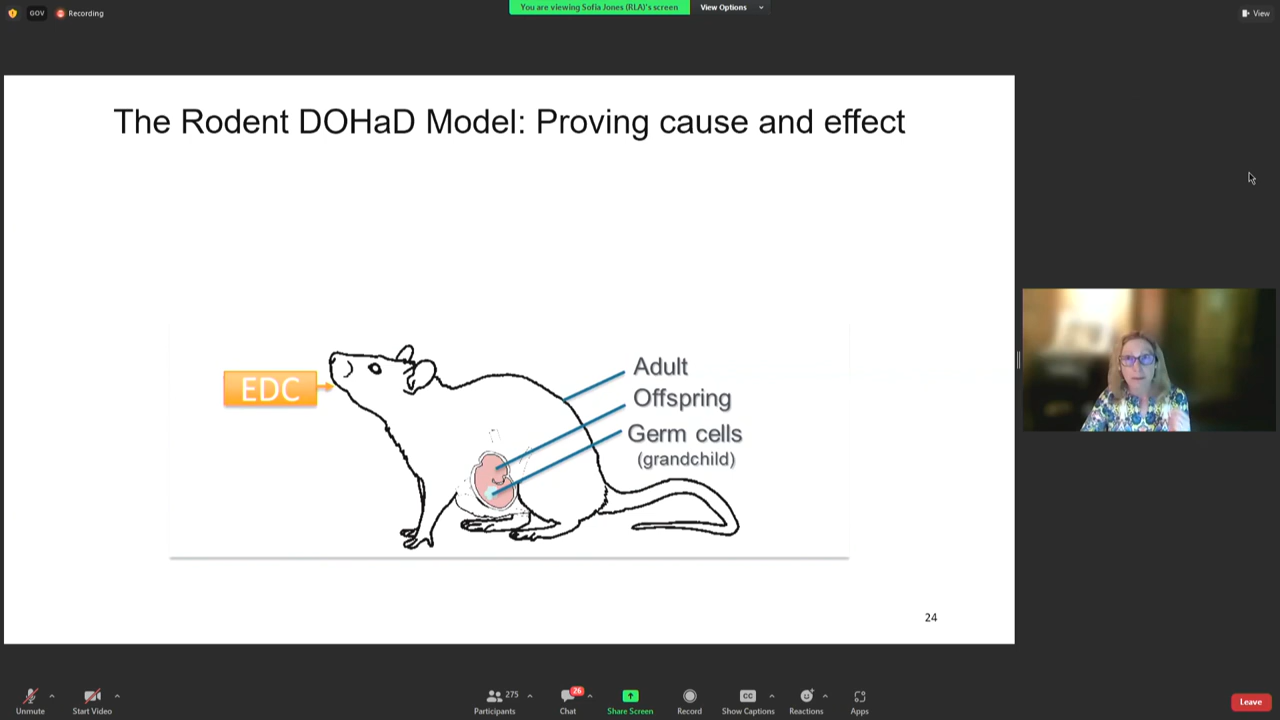 GOV
Recording
You are viewing Sofia Jones (RLA)'s screen
View Options
View
The Rodent DOHaD Model: Proving cause and effect
EDC
Adult
Offspring
Germ cells
(grandchild)
24
Unmute
Start Video
275
Participants
26
Chat
Share Screen
Record
CC
Show Captions
Reactions
Apps
Leave